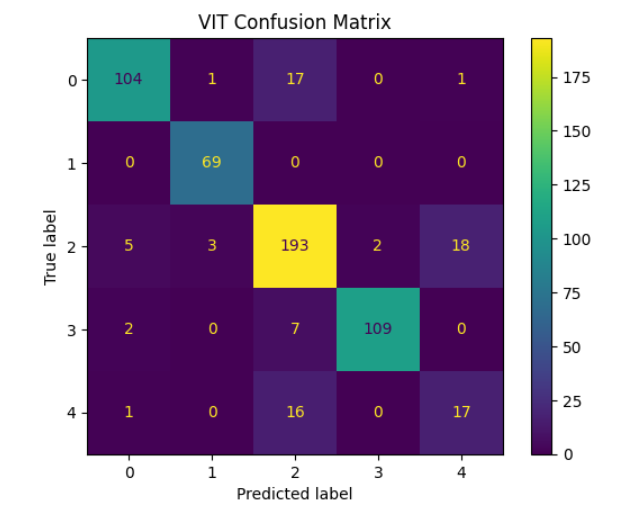 VIT Confusion Matrix
0 104 1 17 0 1
1 0 69 0 0 0
2 5 3 193 2 18
3 2 0 7 109 0
4 1 0 16 0 17
0 1 2 3 4
Predicted label
True label
175
150
125
100
75
50
25
0